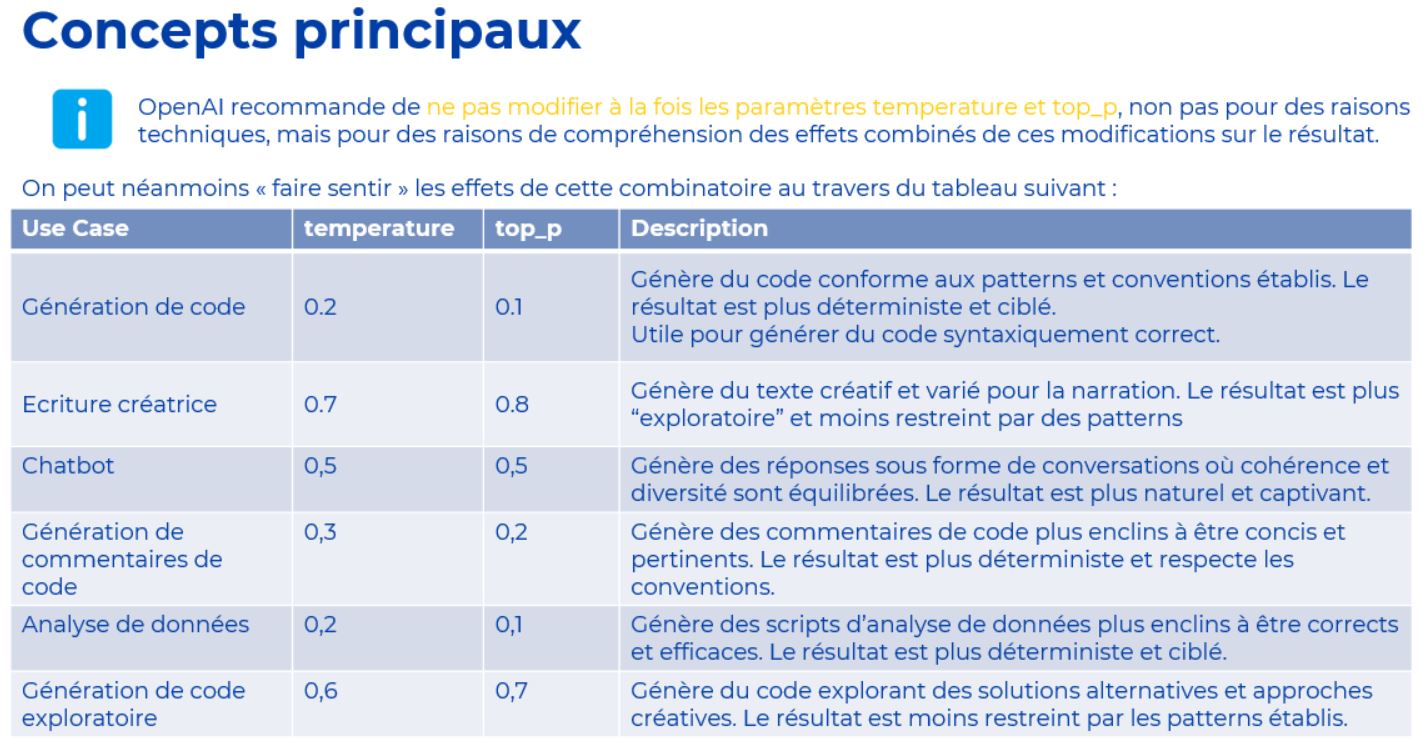 Concepts principaux
i
OpenAI recommande de ne pas modifier à la fois les paramètres temperature et top_p, non pas pour des raisons
techniques, mais pour des raisons de compréhension des effets combinés de ces modifications sur le résultat.
On peut néanmoins « faire sentir » les effets de cette combinatoire au travers du tableau suivant :
Use Case temperature top_p Description
Génération de code 0.2 0.1 Génère du code conforme aux patterns et conventions établis. Le
résultat est plus déterministe et ciblé.
Utile pour générer du code syntaxiquement correct.
Ecriture créatrice 0.7 0.8 Génère du texte créatif et varié pour la narration. Le résultat est plus
“exploratoire” et moins restreint par des patterns
Chatbot 0,5 0,5 Génère des réponses sous forme de conversations où cohérence et
diversité sont équilibrées. Le résultat est plus naturel et captivant.
Génération de 0,3 0,2 Génère des commentaires de code plus enclins à être concis et
commentaires de pertinents. Le résultat est plus déterministe et respecte les
code conventions.
Analyse de données 0,2 0,1 Génère des scripts d’analyse de données plus enclins à être corrects
et efficaces. Le résultat est plus déterministe et ciblé.
Génération de code 0,6 0,7 Génère du code explorant des solutions alternatives et approches
exploratoire créatives. Le résultat est moins restreint par les patterns établis.